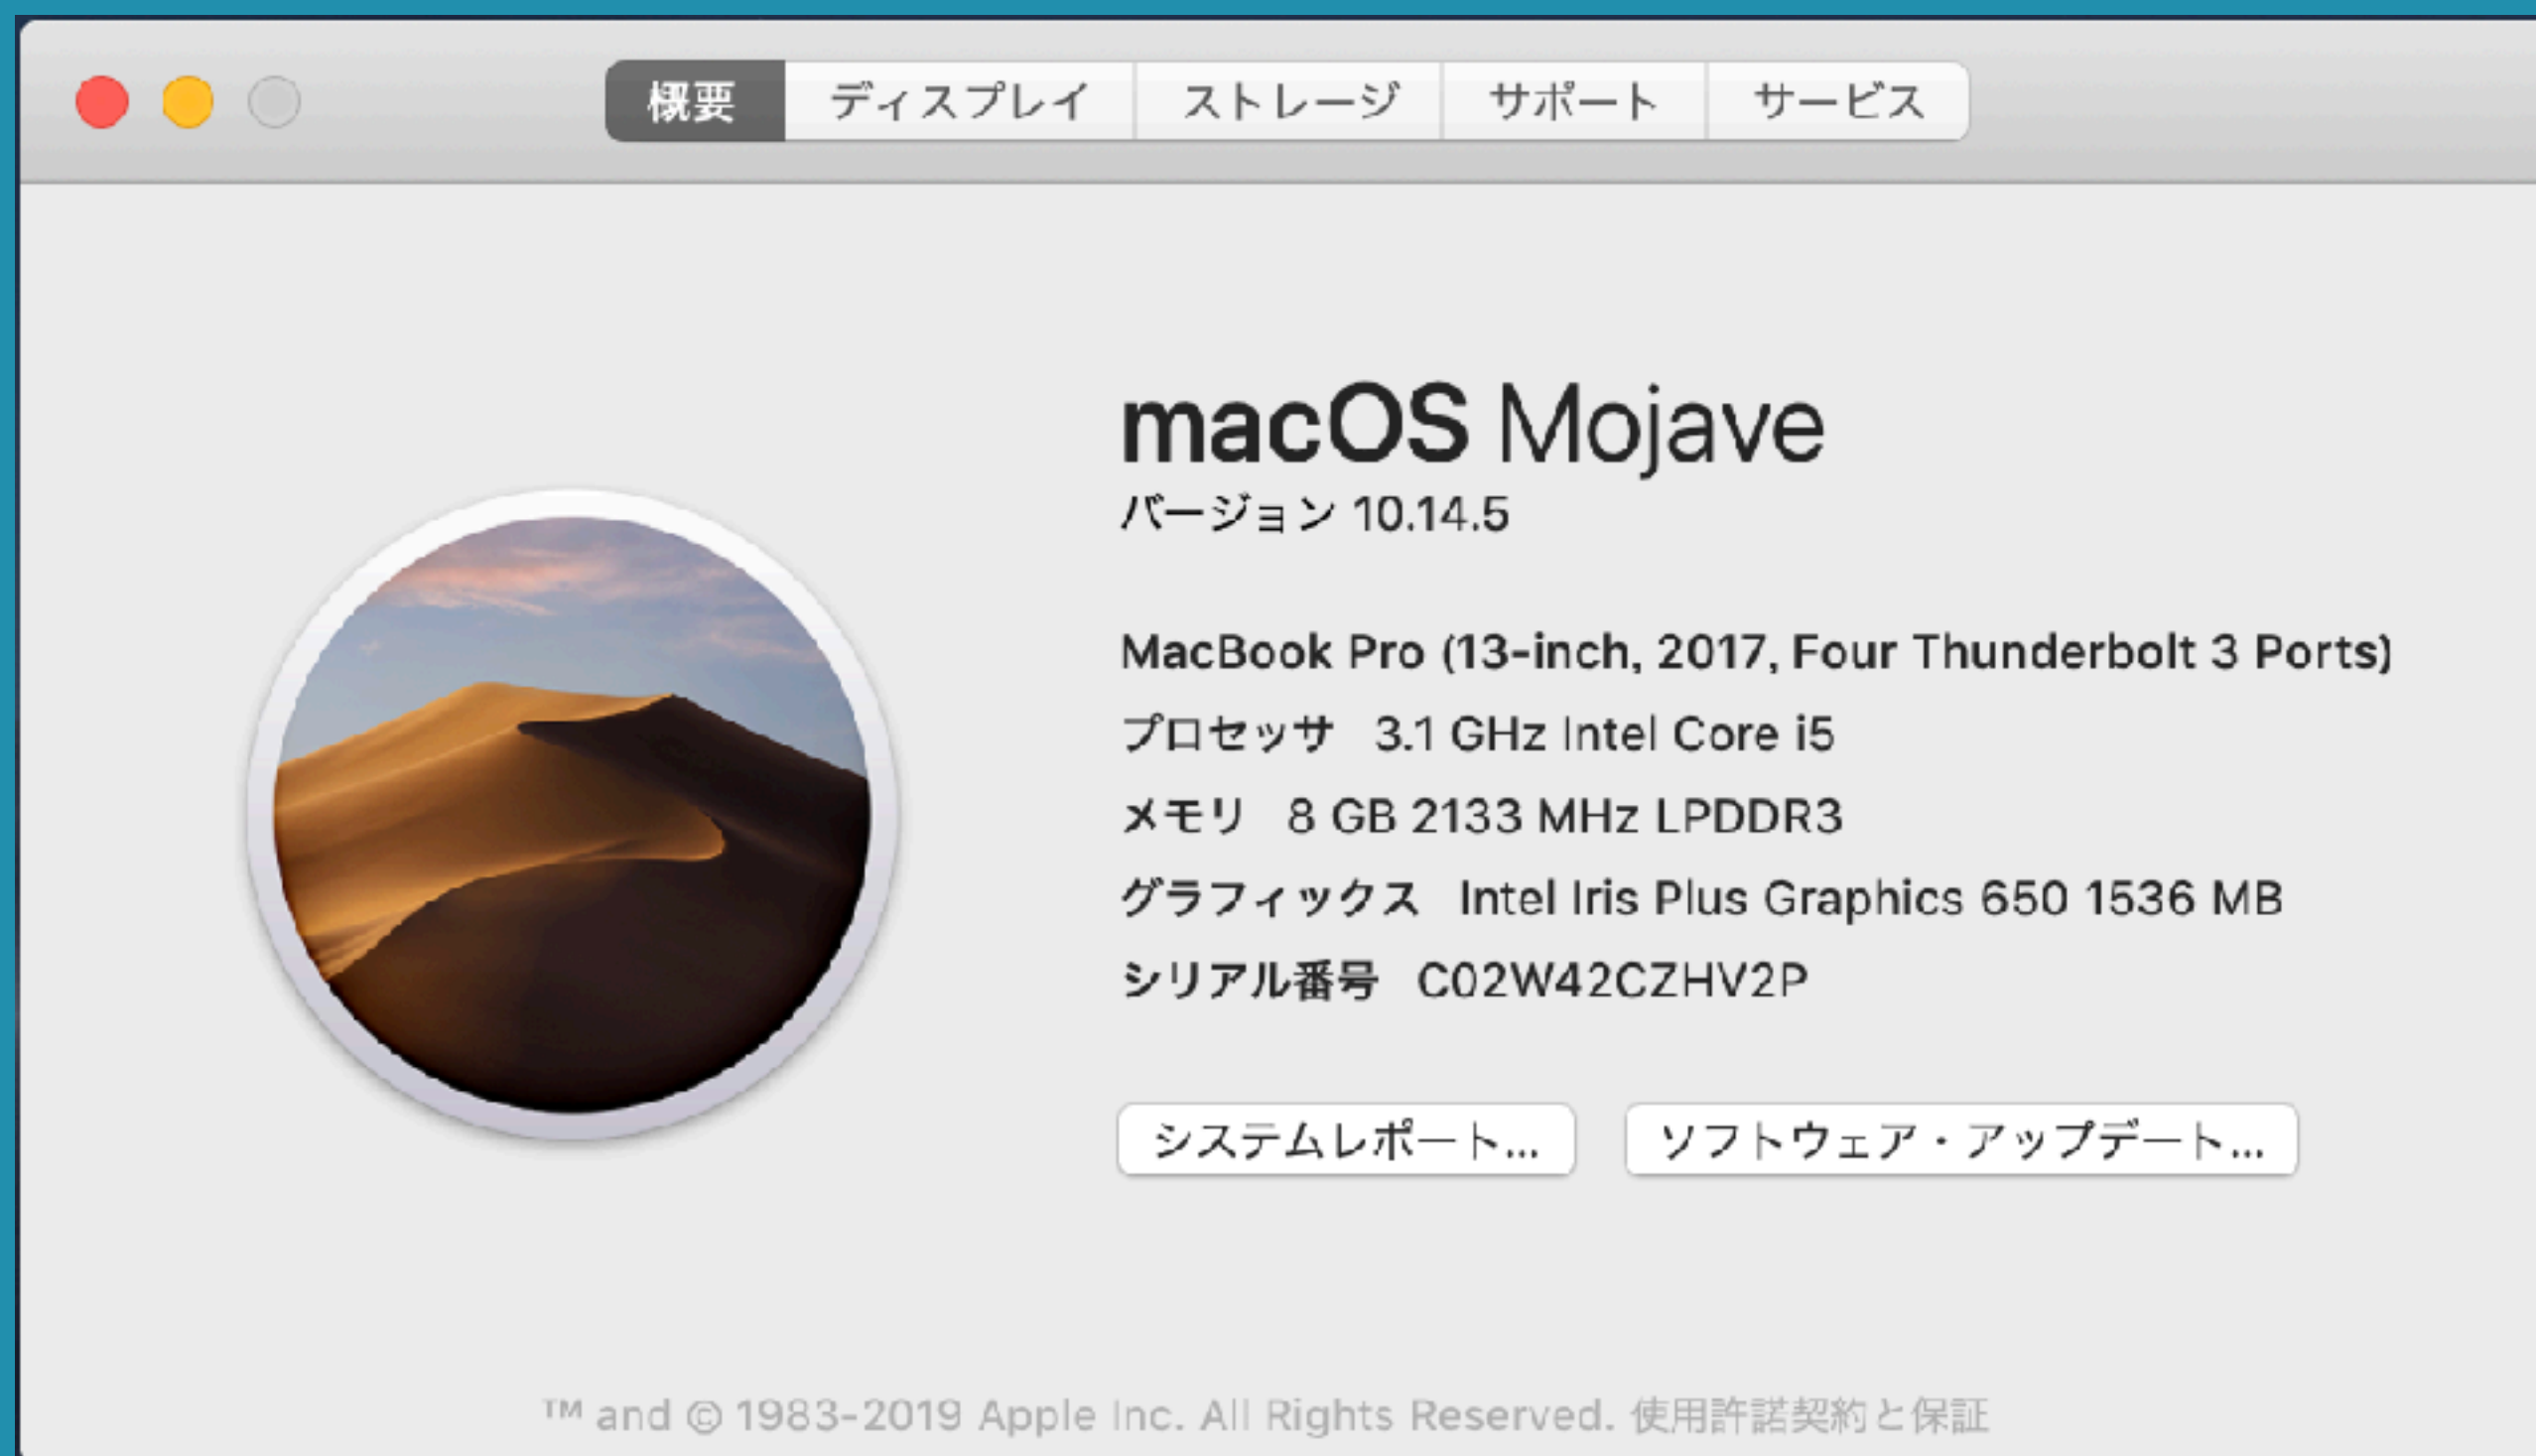 概要 ディスプレイ ストレージ サポート サービス
macOS Mojave
バージョン 10.14.5
MacBook Pro (13-inch, 2017, Four Thunderbolt 3 Ports)
プロセッサ 3.1 GHz Intel Core i5
メモリ 8 GB 2133 MHz LPDDR3
グラフィックス Intel Iris Plus Graphics 650 1536 MB
シリアル番号 C02W42CZHV2P
システムレポート... ソフトウェア・アップデート...
™ and © 1983-2019 Apple Inc. All Rights Reserved. 使用許諾契約と保証